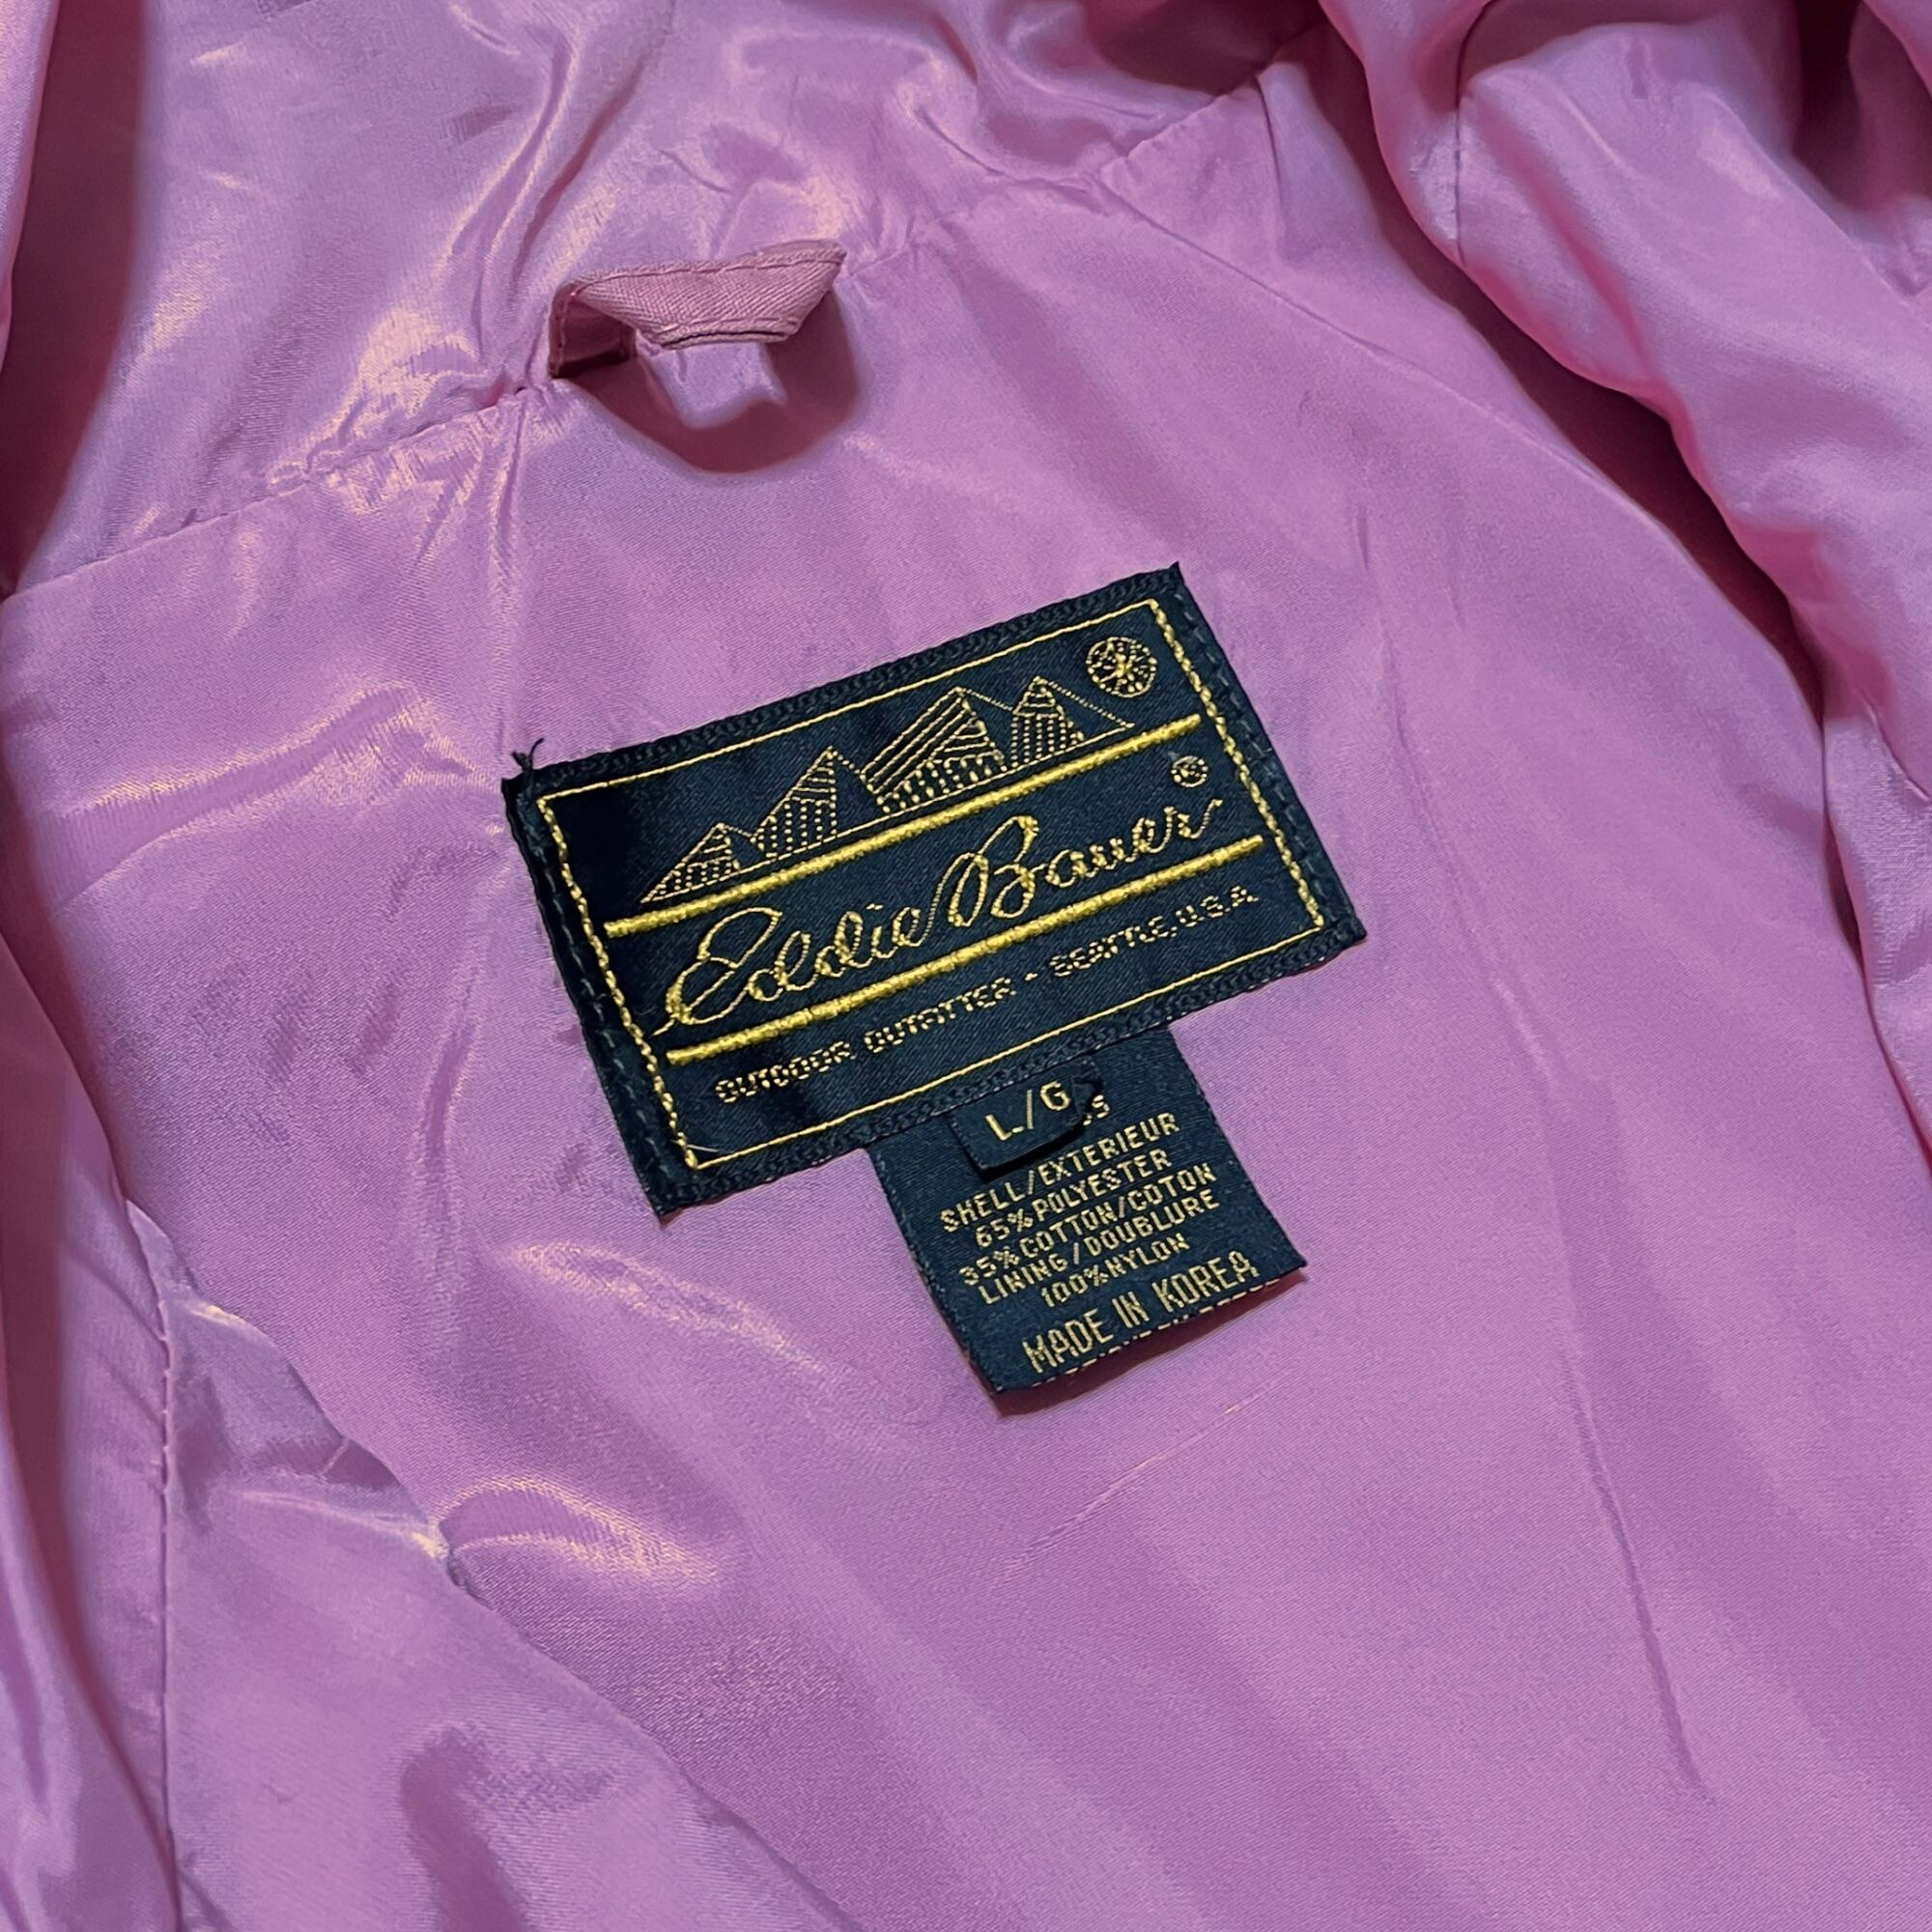 Eddie Bauer®
OUTDOOR OUTFITTER - SEATTLE, U.S.A
L/G
SHELL/EXTERIEUR
65% POLYESTER
35% COTTON/COTON
LINING/DOUBLURE
100% NYLON
MADE IN KOREA